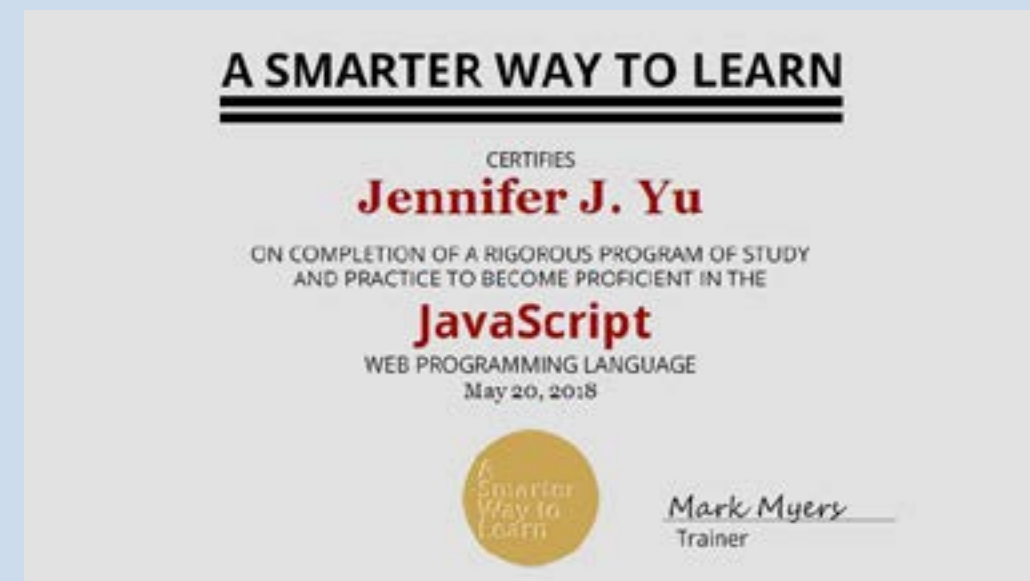 A SMARTER WAY TO LEARN
CERTIFIES
Jennifer J. Yu
ON COMPLETION OF A RIGOROUS PROGRAM OF STUDY
AND PRACTICE TO BECOME PROFICIENT IN THE
JavaScript
WEB PROGRAMMING LANGUAGE
May 20, 2018
A
Smarter
Way to
Learn
Mark Myers
Trainer